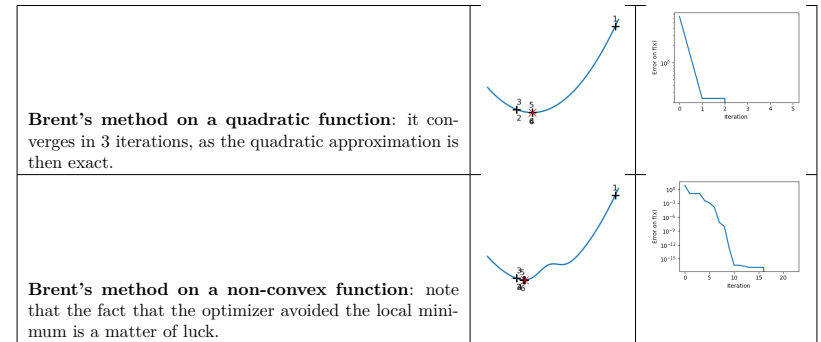 Brent's method on a quadratic function: it con-
verges in 3 iterations, as the quadratic approximation is
then exact.
1
3
5
2
6
Error on f(x)
10⁰
0 1 2 3 4 5
Iteration
Brent's method on a non-convex function: note
that the fact that the optimizer avoided the local mini-
mum is a matter of luck.
1
3
Error on f(x)
10⁰
10⁻³
10⁻⁶
10⁻⁹
10⁻¹²
10⁻¹⁵
0 5 10 15 20
Iteration